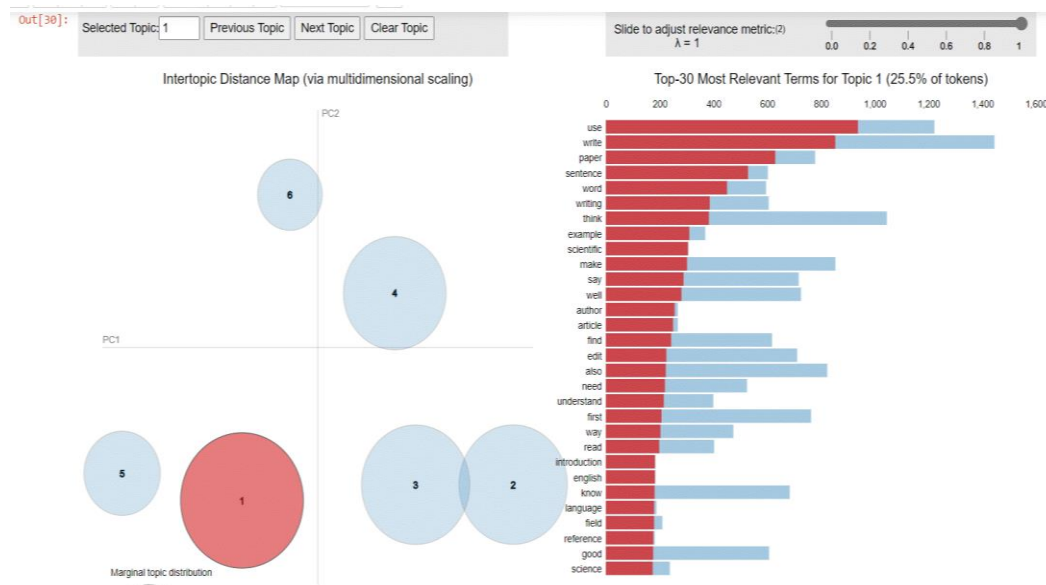 Out[30]:
Selected Topic: 1 Previous Topic Next Topic Clear Topic
Slide to adjust relevance metric:(2)
λ = 1
0.0 0.2 0.4 0.6 0.8 1
Intertopic Distance Map (via multidimensional scaling)
PC2
PC1
6
4
5
1
3
2
Marginal topic distribution
Top-30 Most Relevant Terms for Topic 1 (25.5% of tokens)
0 200 400 600 800 1,000 1,200 1,400 1,600
use
write
paper
sentence
word
writing
think
example
scientific
make
say
well
author
article
find
edit
also
need
understand
first
way
read
introduction
english
know
language
field
reference
good
science